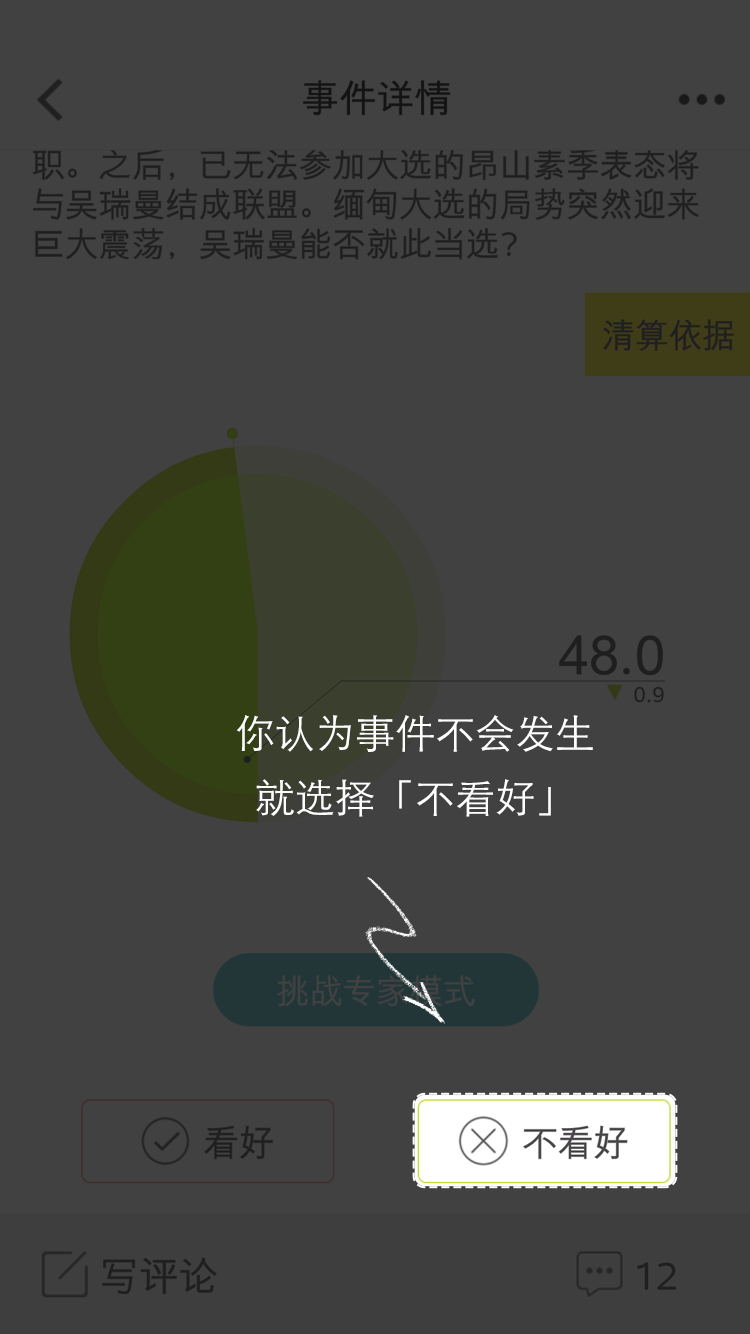 事件详情
职。之后，已无法参加大选的昂山素季表态将
与吴瑞曼结成联盟。缅甸大选的局势突然迎来
巨大震荡，吴瑞曼能否就此当选？
清算依据
48.0
0.9
你认为事件不会发生
就选择「不看好」
挑战专家模式
看好
不看好
写评论
12